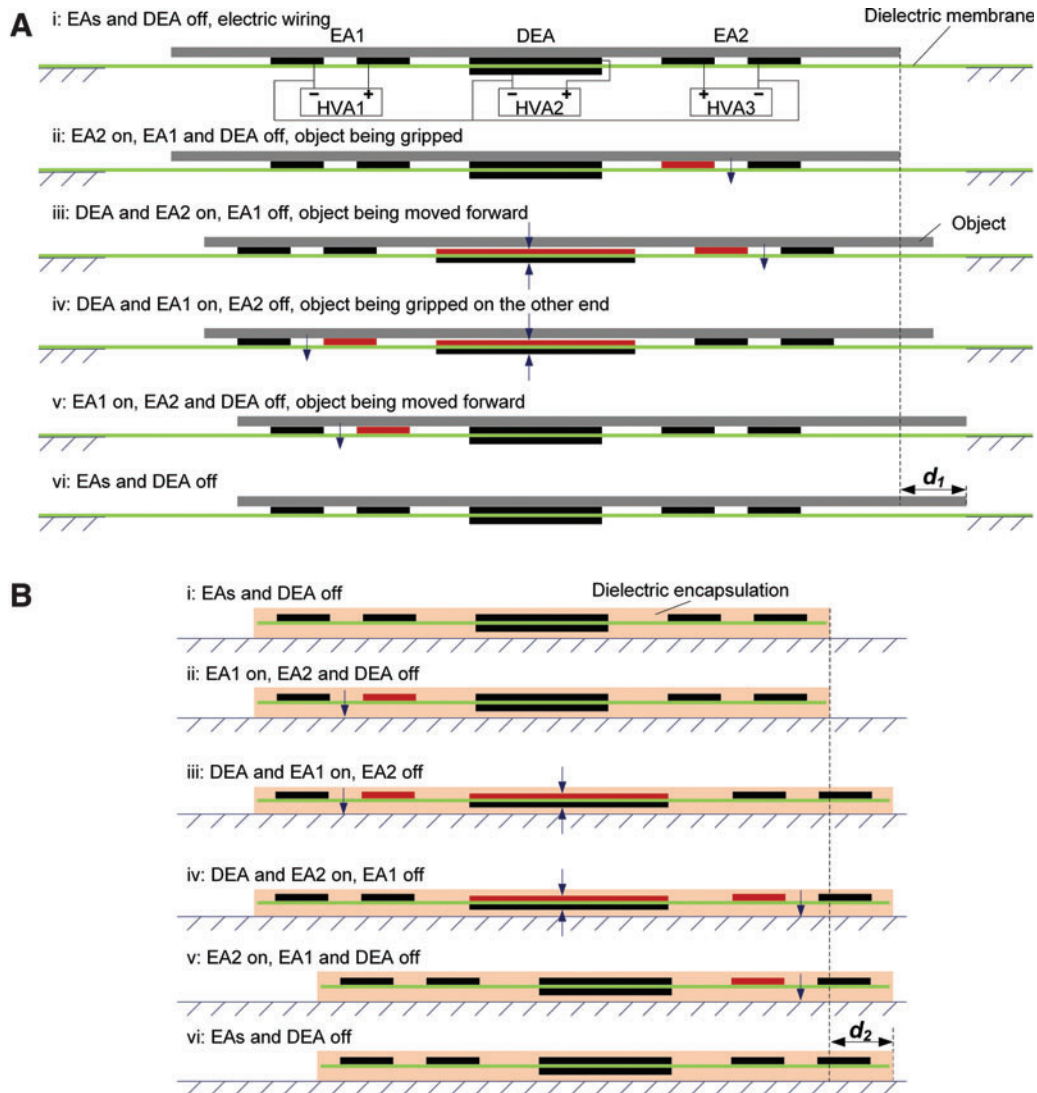 A
i: EAs and DEA off, electric wiring
Dielectric membrane
EA1 DEA EA2
- + - + + -
HVA1 HVA2 HVA3
ii: EA2 on, EA1 and DEA off, object being gripped
iii: DEA and EA2 on, EA1 off, object being moved forward
Object
iv: DEA and EA1 on, EA2 off, object being gripped on the other end
v: EA1 on, EA2 and DEA off, object being moved forward
vi: EAs and DEA off
d1
B
i: EAs and DEA off
Dielectric encapsulation
ii: EA1 on, EA2 and DEA off
iii: DEA and EA1 on, EA2 off
iv: DEA and EA2 on, EA1 off
v: EA2 on, EA1 and DEA off
vi: EAs and DEA off
d2